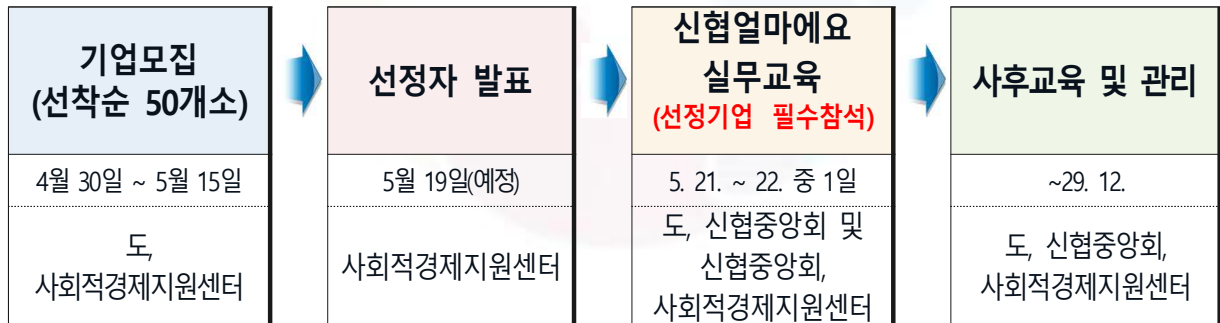 기업모집
(선착순 50개소)
4월 30일 ~ 5월 15일
도,
사회적경제지원센터
선정자 발표
5월 19일(예정)
사회적경제지원센터
신협얼마에요
실무교육
(선정기업 필수참석)
5. 21. ~ 22. 중 1일
도, 신협중앙회 및
신협중앙회,
사회적경제지원센터
사후교육 및 관리
~29. 12.
도, 신협중앙회,
사회적경제지원센터